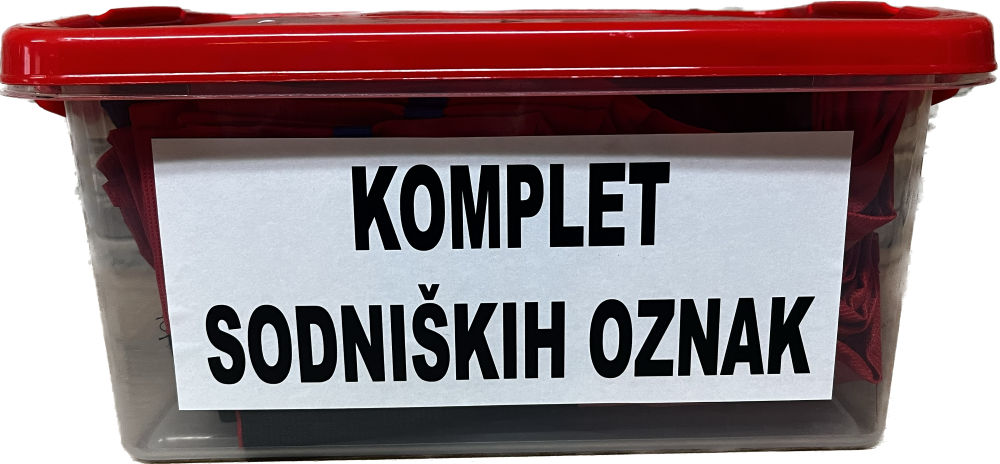 KOMPLET
SODNIŠKIH OZNAK